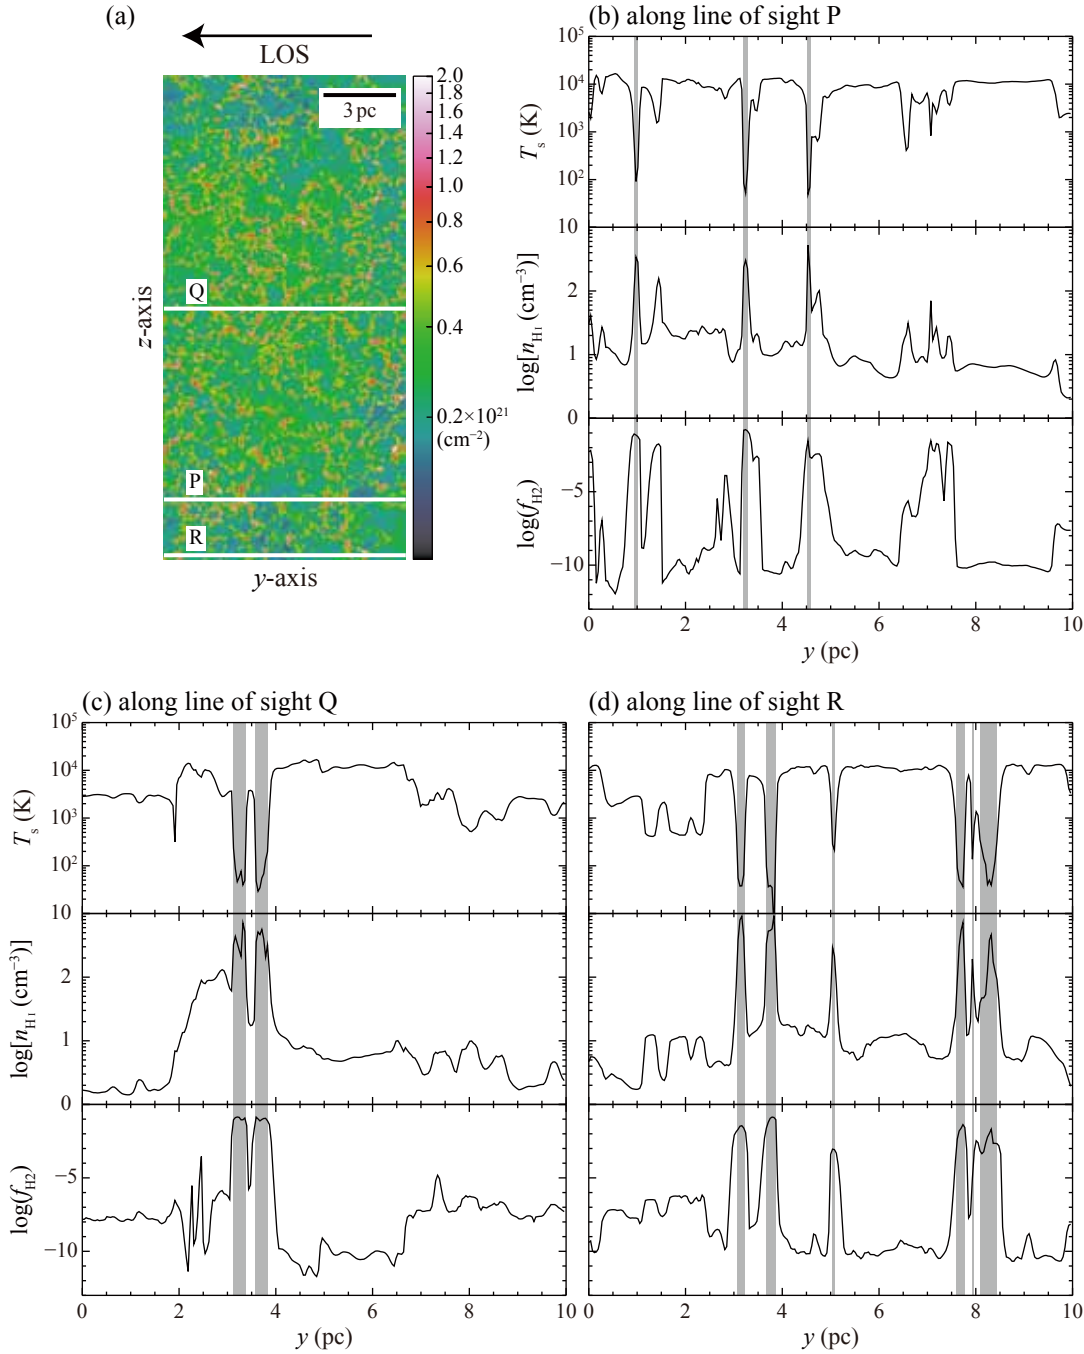 (a)
LOS
3 pc
2.0
1.8
1.6
1.4
1.2
1.0
0.8
0.6
0.4
0.2×10²¹
(cm⁻²)
Q
P
R
z-axis
y-axis
(b) along line of sight P
10⁵
10⁴
10³
10²
10
Tₛ (K)
2
1
0
log[n_HI (cm⁻³)]
−5
−10
log(f_H2)
0 2 4 6 8 10
y (pc)
(c) along line of sight Q
10⁵
10⁴
10³
10²
10
Tₛ (K)
2
1
0
log[n_HI (cm⁻³)]
−5
−10
log(f_H2)
0 2 4 6 8 10
y (pc)
(d) along line of sight R
0 2 4 6 8 10
y (pc)